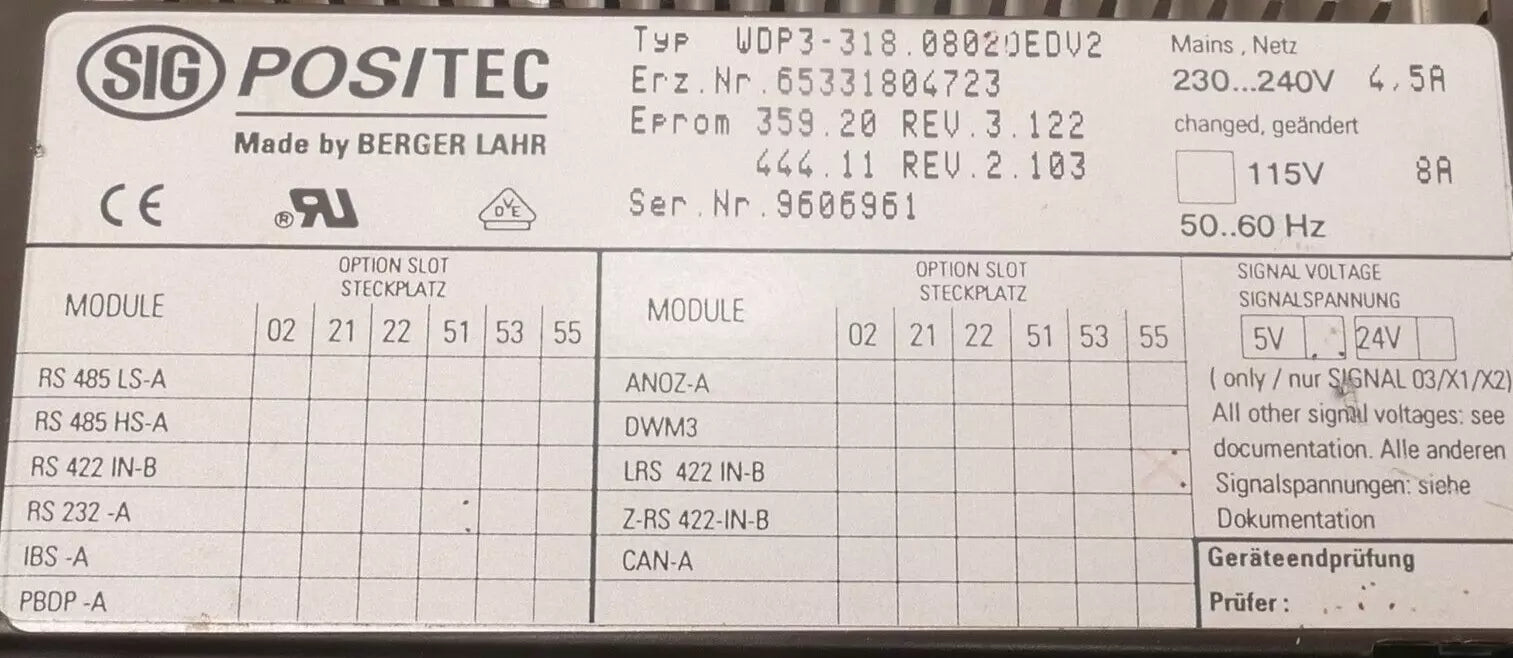 SIG POSITEC
Made by BERGER LAHR
CE ® RU DVE
Typ WDP3-318.08020EDV2
Erz.Nr.65331804723
Eprom 359.20 REV.3.122
444.11 REV.2.103
Ser.Nr.9606961
Mains, Netz
230...240V 4,5A
changed, geändert
115V 8A
50..60 Hz
MODULE
OPTION SLOT
STECKPLATZ
02 21 22 51 53 55
RS 485 LS-A
RS 485 HS-A
RS 422 IN-B
RS 232 -A
IBS -A
PBDP -A
MODULE
OPTION SLOT
STECKPLATZ
02 21 22 51 53 55
ANOZ-A
DWM3
LRS 422 IN-B
Z-RS 422-IN-B
CAN-A
SIGNAL VOLTAGE
SIGNALSPANNUNG
5V 24V
( only / nur SIGNAL 03/X1/X2)
All other signal voltages: see
documentation. Alle anderen
Signalspannungen: siehe
Dokumentation
Geräteendprüfung
Prüfer :